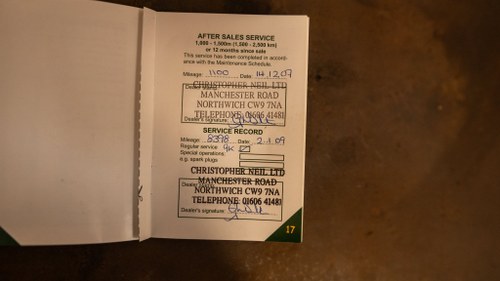 AFTER SALES SERVICE
1,000 - 1,500m (1,500 - 2,500 km)
or 12 months since sale
This service has been completed in accord-
ance with the Maintenance Schedule.
Mileage: 1100 Date: 14.12.07
CHRISTOPHER NEIL LTD
MANCHESTER ROAD
NORTHWICH CW9 7NA
TELEPHONE: 01606 41481
Dealer's signature:
SERVICE RECORD
Mileage: 8398 Date:
Regular service
Special operations:
e.g. spark plugs
CHRISTOPHER NEIL LTD
MANCHESTER ROAD
NORTHWICH CW9 7NA
TELEPHONE: 01606 41481
Dealer's signature:
17